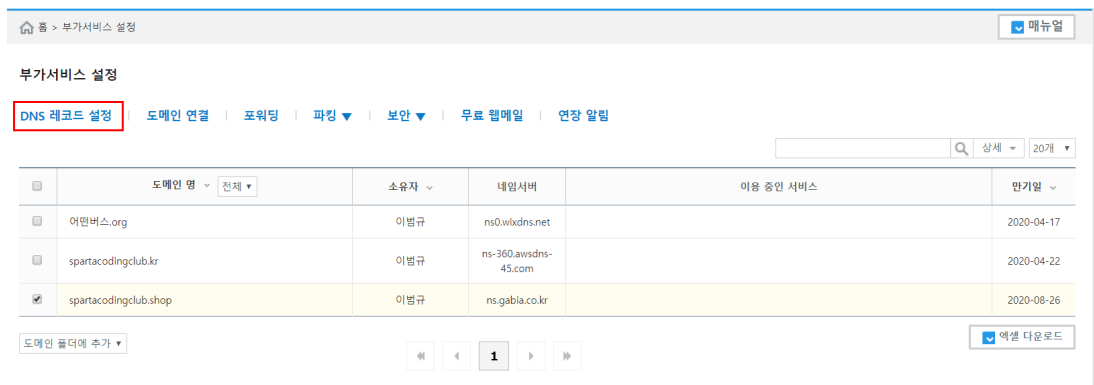 홈 > 부가서비스 설정
매뉴얼
부가서비스 설정
DNS 레코드 설정 | 도메인 연결 | 포워딩 | 파킹 ▼ | 보안 ▼ | 무료 웹메일 | 연장 알림
상세 20개
도메인 명 전체 소유자 네임서버 이용 중인 서비스 만기일
어떤버스.org 이범규 ns0.wixdns.net 2020-04-17
spartacodingclub.kr 이범규 ns-360.awsdns-
45.com 2020-04-22
spartacodingclub.shop 이범규 ns.gabia.co.kr 2020-08-26
도메인 폴더에 추가
1
엑셀 다운로드